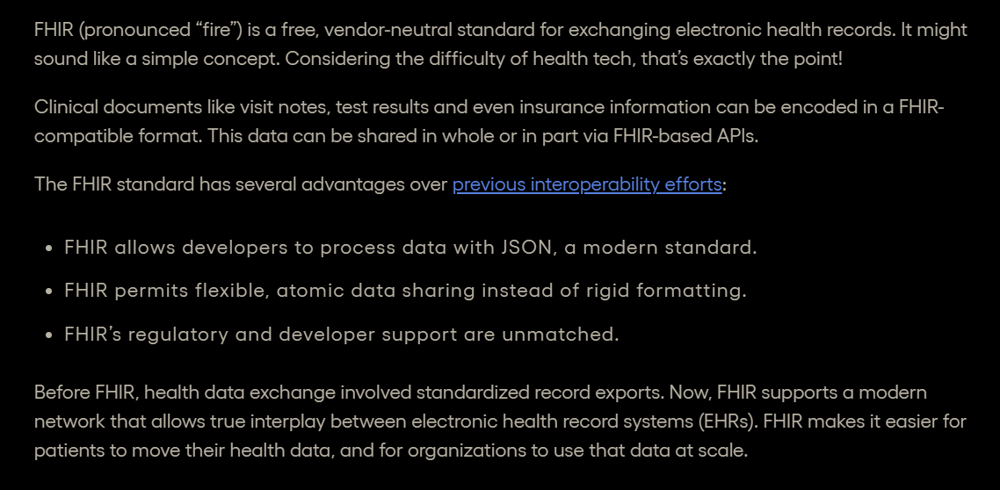 FHIR (pronounced “fire”) is a free, vendor-neutral standard for exchanging electronic health records. It might
sound like a simple concept. Considering the difficulty of health tech, that’s exactly the point!
Clinical documents like visit notes, test results and even insurance information can be encoded in a FHIR-
compatible format. This data can be shared in whole or in part via FHIR-based APIs.
The FHIR standard has several advantages over previous interoperability efforts:
• FHIR allows developers to process data with JSON, a modern standard.
• FHIR permits flexible, atomic data sharing instead of rigid formatting.
• FHIR’s regulatory and developer support are unmatched.
Before FHIR, health data exchange involved standardized record exports. Now, FHIR supports a modern
network that allows true interplay between electronic health record systems (EHRs). FHIR makes it easier for
patients to move their health data, and for organizations to use that data at scale.